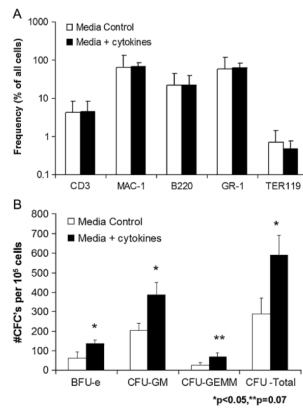 A
Media Control
Media + cytokines
Frequency (% of all cells)
1000
100
10
1
0.1
CD3
MAC-1
B220
GR-1
TER119
B
Media Control
Media + cytokines
#CFC's per 10⁵ cells
800
700
600
500
400
300
200
100
0
*
*
**
*
BFU-e
CFU-GM
CFU-GEMM
CFU -Total
*p<0.05,**p=0.07